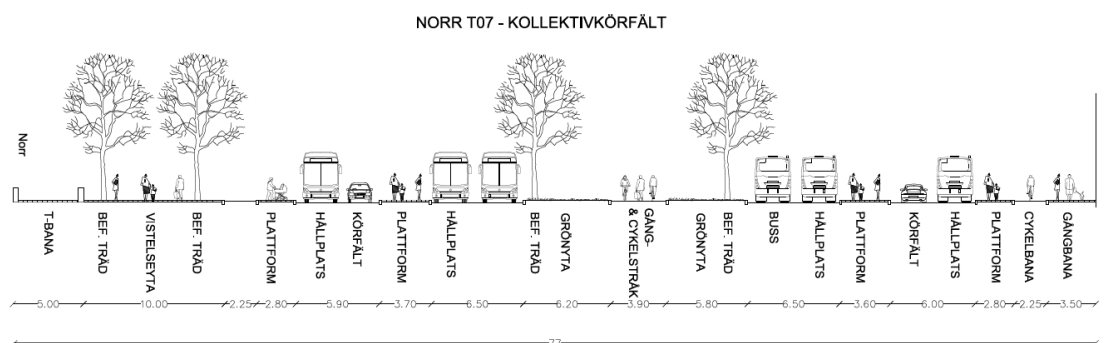 NORR T07 - KOLLEKTIVKÖRFÄLT
Norr
T-BANA
BEF. TRÄD
VISTELSEYTA
BEF. TRÄD
PLATTFORM
HÅLLPLATS
KÖRFÄLT
PLATTFORM
HÅLLPLATS
BEF. TRÄD
GRÖNYTA
GÅNG-
& CYKELSTRÅK
GRÖNYTA
BEF. TRÄD
BUSS
HÅLLPLATS
PLATTFORM
KÖRFÄLT
HÅLLPLATS
PLATTFORM
CYKELBANA
GÅNGBANA
5.00 10.00 2.25 2.80 5.90 3.70 6.50 6.20 3.90 5.80 6.50 3.60 6.00 2.80 2.25 3.50
77